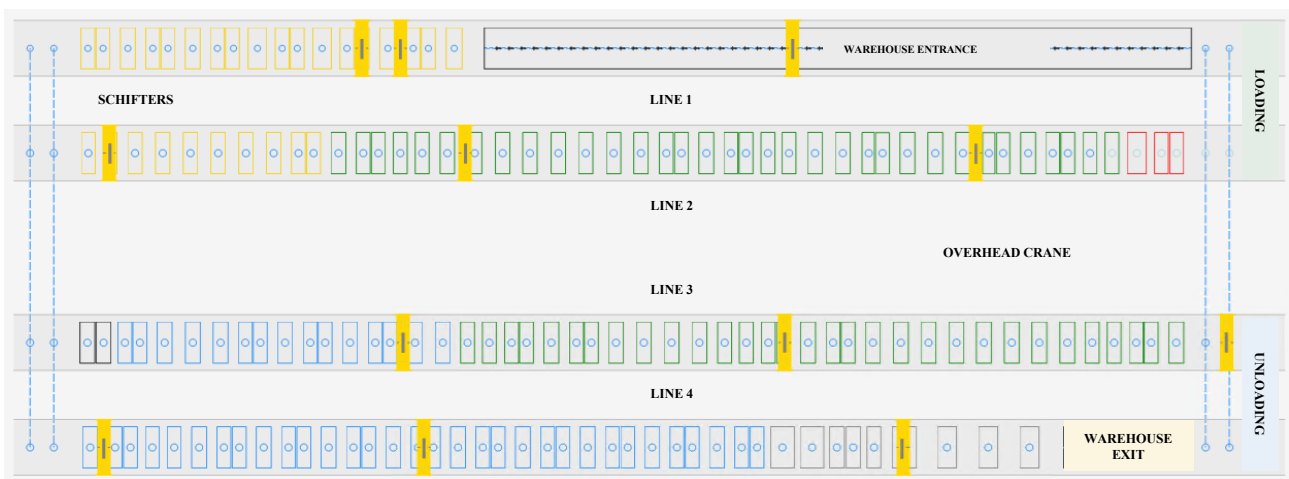 WAREHOUSE ENTRANCE
LOADING
SCHIFTERS
LINE 1
LINE 2
OVERHEAD CRANE
LINE 3
UNLOADING
LINE 4
WAREHOUSE
EXIT